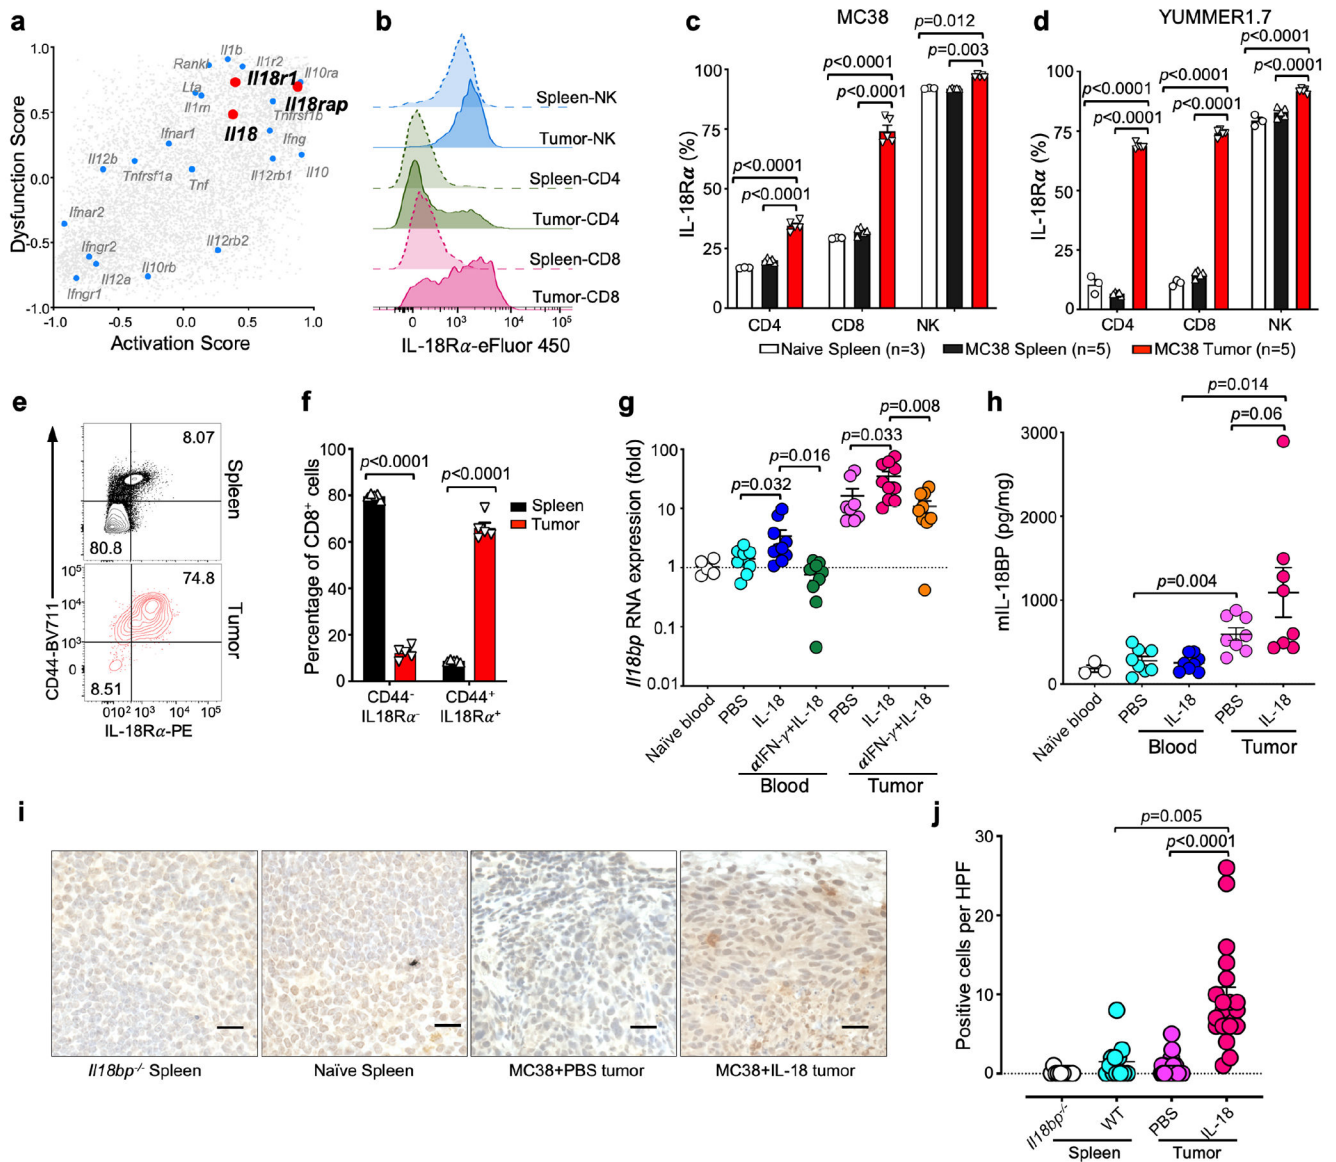 a
1.0
0.5
0.0
-0.5
-1.0
-1.0
-0.5
0.0
0.5
1.0
Dysfunction Score
Activation Score
Il1b
Rankl
Il1r2
Il10ra
Il18r1
Lta
Il1rn
Il18rap
Tnfrsf1b
Il18
Ifnar1
Ifng
Il12b
Tnfrsf1a
Tnf
Il12rb1
Il10
Ifnar2
Ifngr2
Il12rb2
Il12a
Il10rb
Ifngr1
b
Spleen-NK
Tumor-NK
Spleen-CD4
Tumor-CD4
Spleen-CD8
Tumor-CD8
0
10³
10⁴
10⁵
IL-18Rα-eFluor 450
c
MC38
p=0.012
p=0.003
p<0.0001
p<0.0001
p<0.0001
p<0.0001
100
75
50
25
0
IL-18Rα (%)
CD4
CD8
NK
d
YUMMER1.7
p<0.0001
p<0.0001
p<0.0001
p<0.0001
p<0.0001
p<0.0001
100
75
50
25
0
IL-18Rα (%)
CD4
CD8
NK
Naive Spleen (n=3)
MC38 Spleen (n=5)
MC38 Tumor (n=5)
e
8.07
80.8
Spleen
74.8
8.51
Tumor
10⁵
10⁴
10³
0
CD44-BV711
010² 10³
10⁴
10⁵
IL-18Rα-PE
f
p<0.0001
p<0.0001
100
80
60
40
20
0
Percentage of CD8⁺ cells
Spleen
Tumor
CD44⁻
IL18Rα⁻
CD44⁺
IL18Rα⁺
g
p=0.008
p=0.033
p=0.016
p=0.032
100
10
1
0.1
0.01
Il18bp RNA expression (fold)
Naïve blood
PBS
IL-18
αIFN-γ+IL-18
PBS
IL-18
αIFN-γ+IL-18
Blood
Tumor
h
p=0.014
p=0.06
p=0.004
3000
2000
1000
0
mIL-18BP (pg/mg)
Naïve blood
PBS
IL-18
PBS
IL-18
Blood
Tumor
i
Il18bp⁻/⁻ Spleen
Naïve Spleen
MC38+PBS tumor
MC38+IL-18 tumor
j
p=0.005
p<0.0001
30
20
10
0
Positive cells per HPF
Il18bp⁻/⁻
WT
PBS
IL-18
Spleen
Tumor